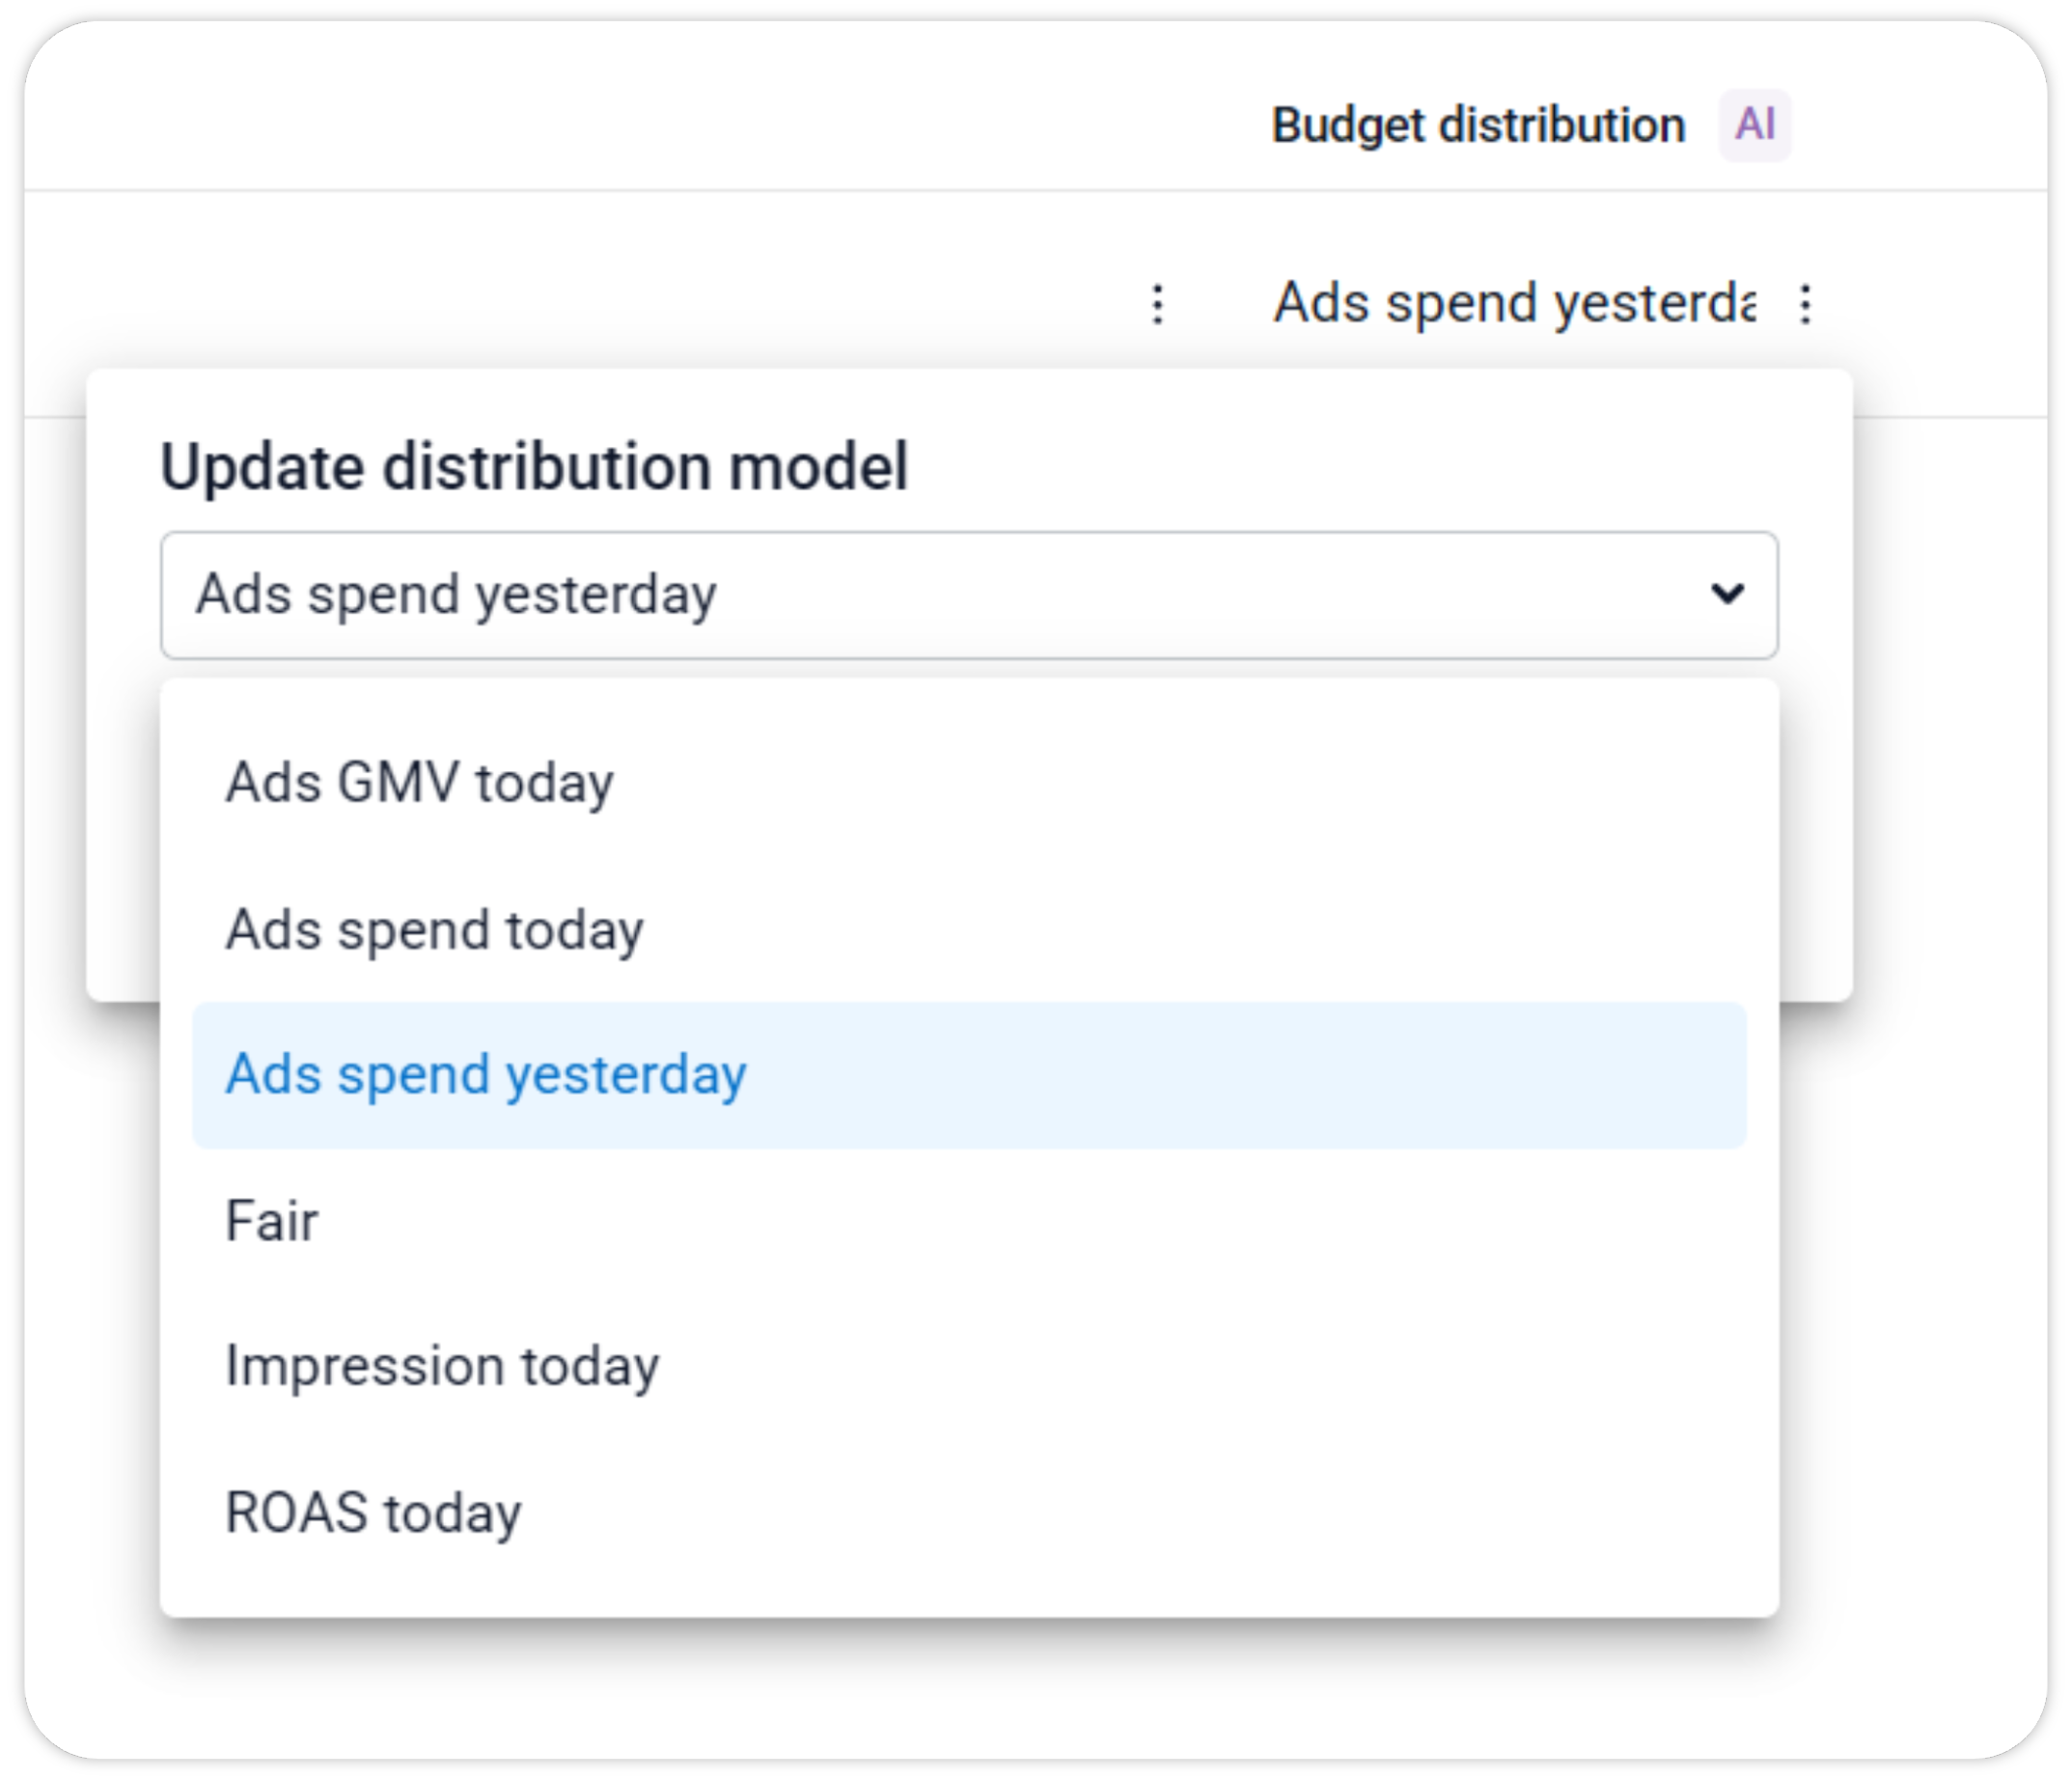 Budget distribution AI
Ads spend yesterda
Update distribution model
Ads spend yesterday
Ads GMV today
Ads spend today
Ads spend yesterday
Fair
Impression today
ROAS today